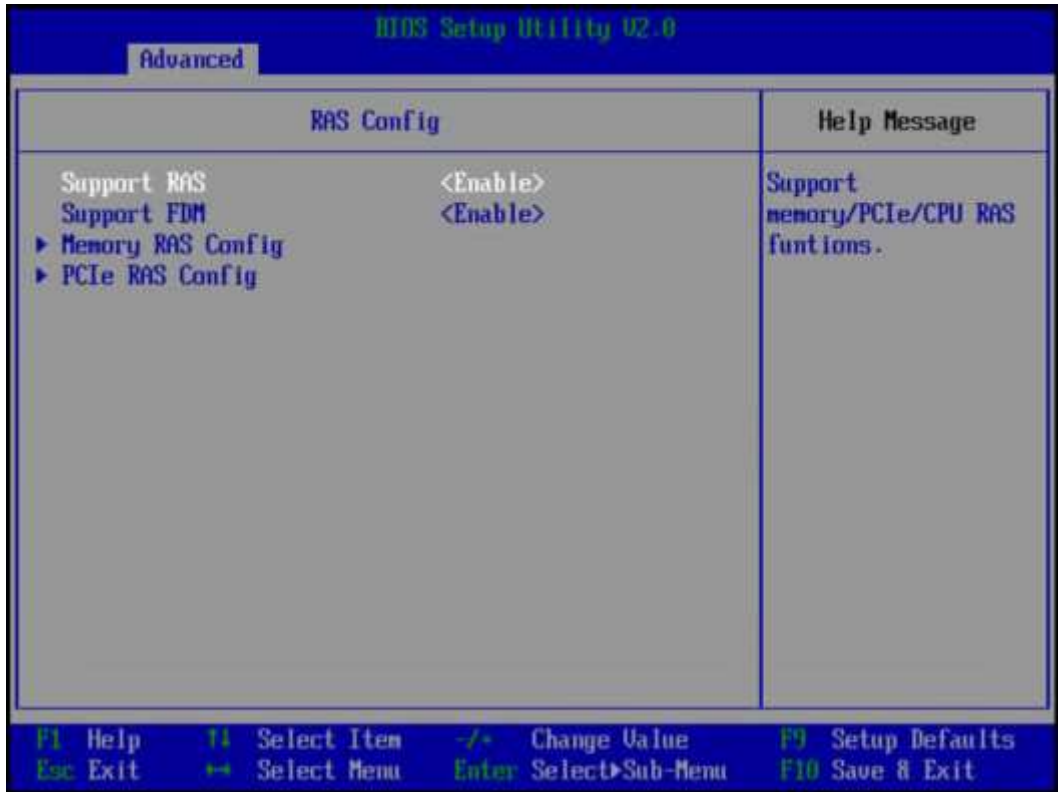 BIOS Setup Utility V2.0
Advanced
RAS Config
Help Message
Support RAS <Enable>
Support FDM <Enable>
Memory RAS Config
PCIe RAS Config
Support
memory/PCIe/CPU RAS
funtions.
F1 Help ↑↓ Select Item -/+ Change Value F9 Setup Defaults
Esc Exit ↔ Select Menu Enter Select▶Sub-Menu F10 Save & Exit